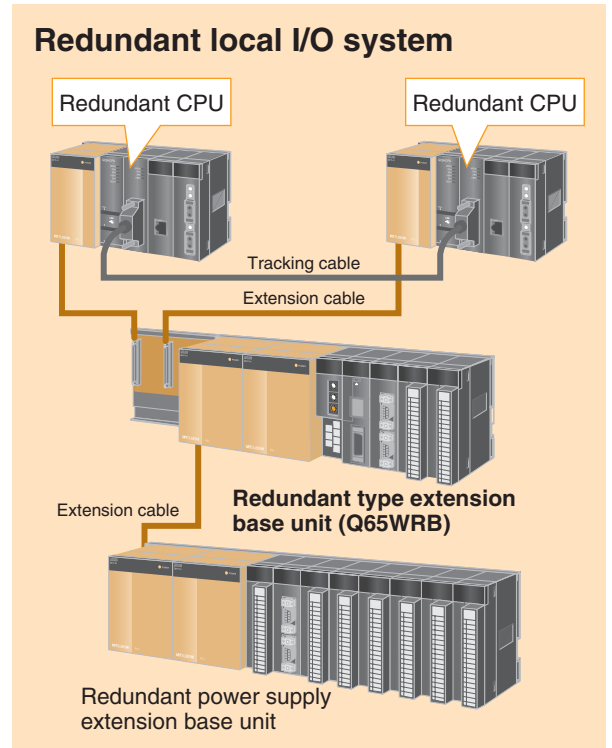 Redundant local I/O system
Redundant CPU
Redundant CPU
Tracking cable
Extension cable
Extension cable
Redundant type extension
base unit (Q65WRB)
Redundant power supply
extension base unit